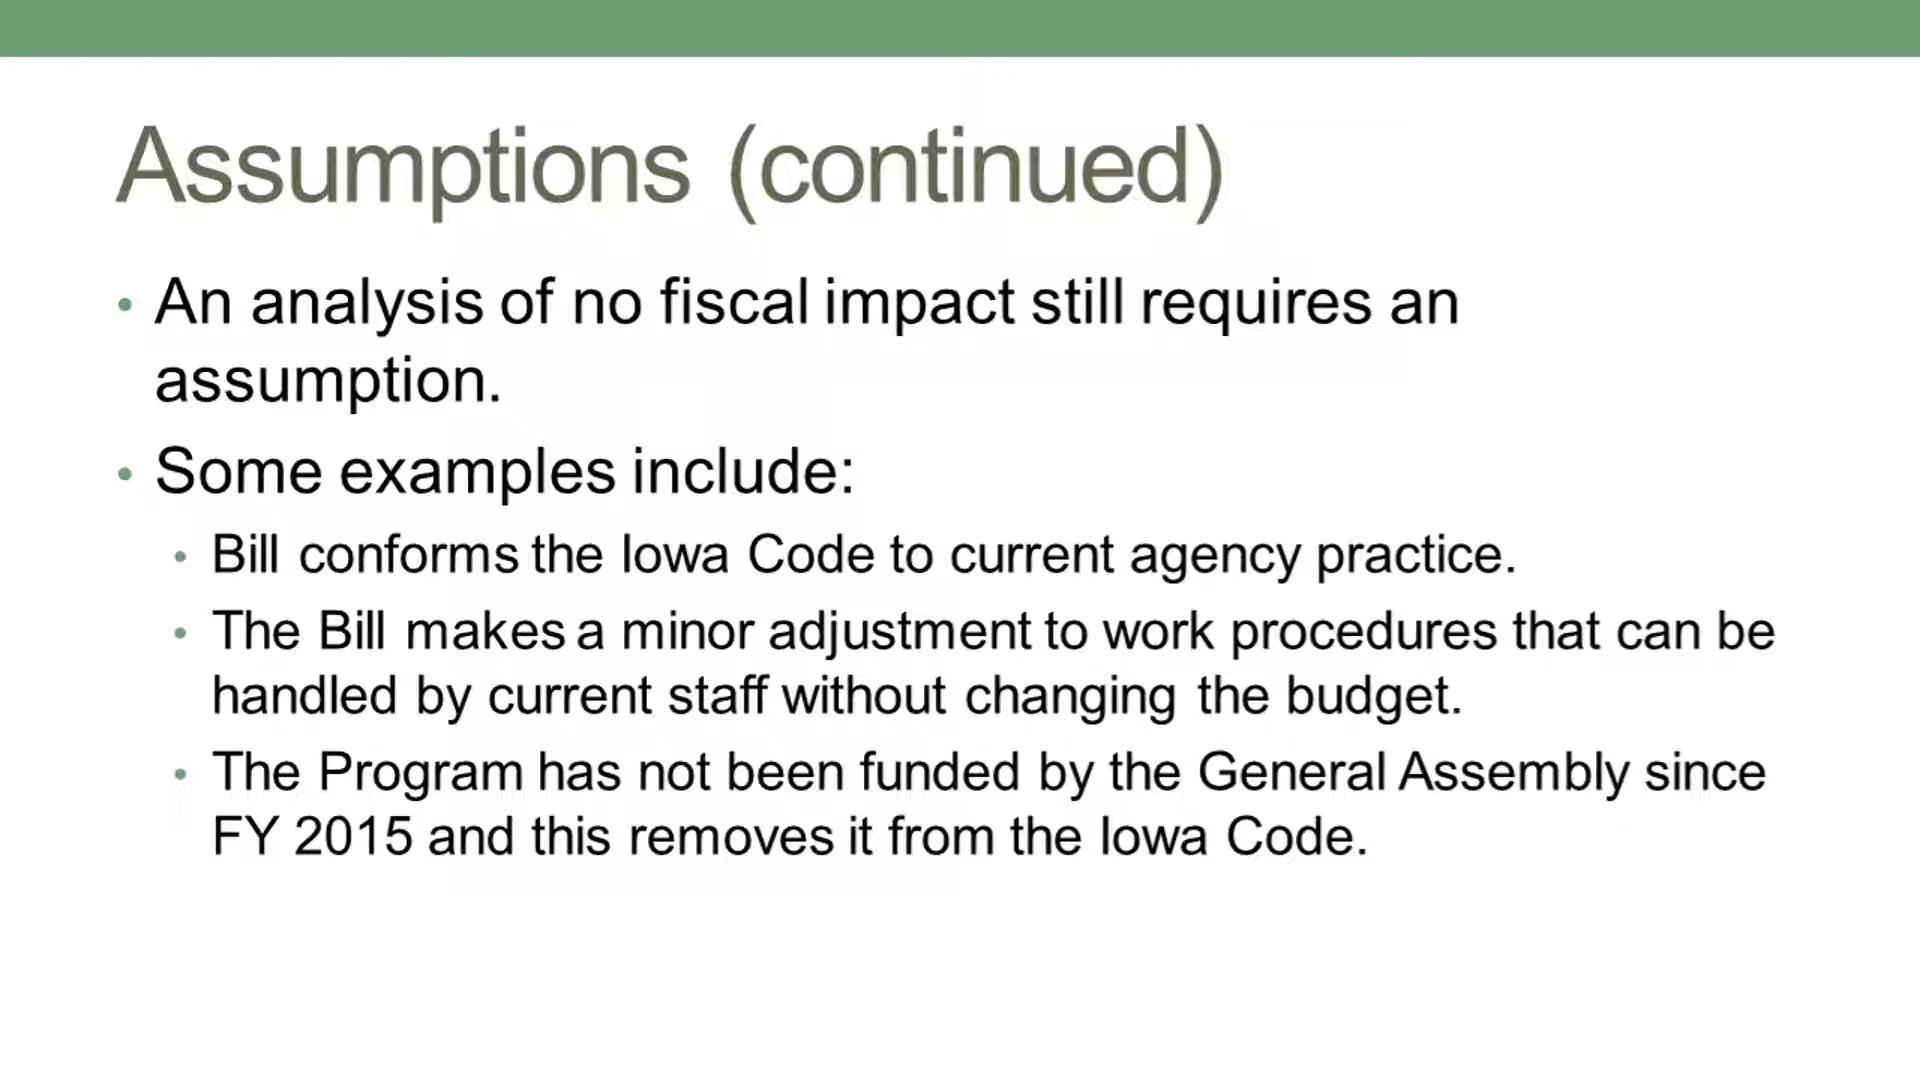 Assumptions (continued)
• An analysis of no fiscal impact still requires an
assumption.
• Some examples include:
• Bill conforms the Iowa Code to current agency practice.
• The Bill makes a minor adjustment to work procedures that can be
handled by current staff without changing the budget.
• The Program has not been funded by the General Assembly since
FY 2015 and this removes it from the Iowa Code.